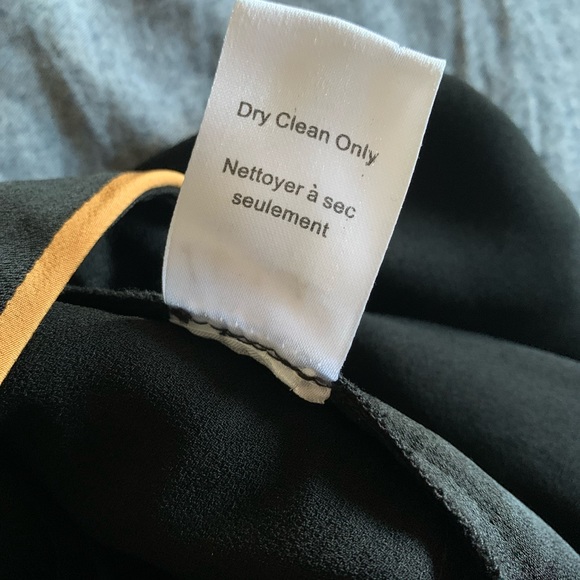 Dry Clean Only
Nettoyer à sec
seulement